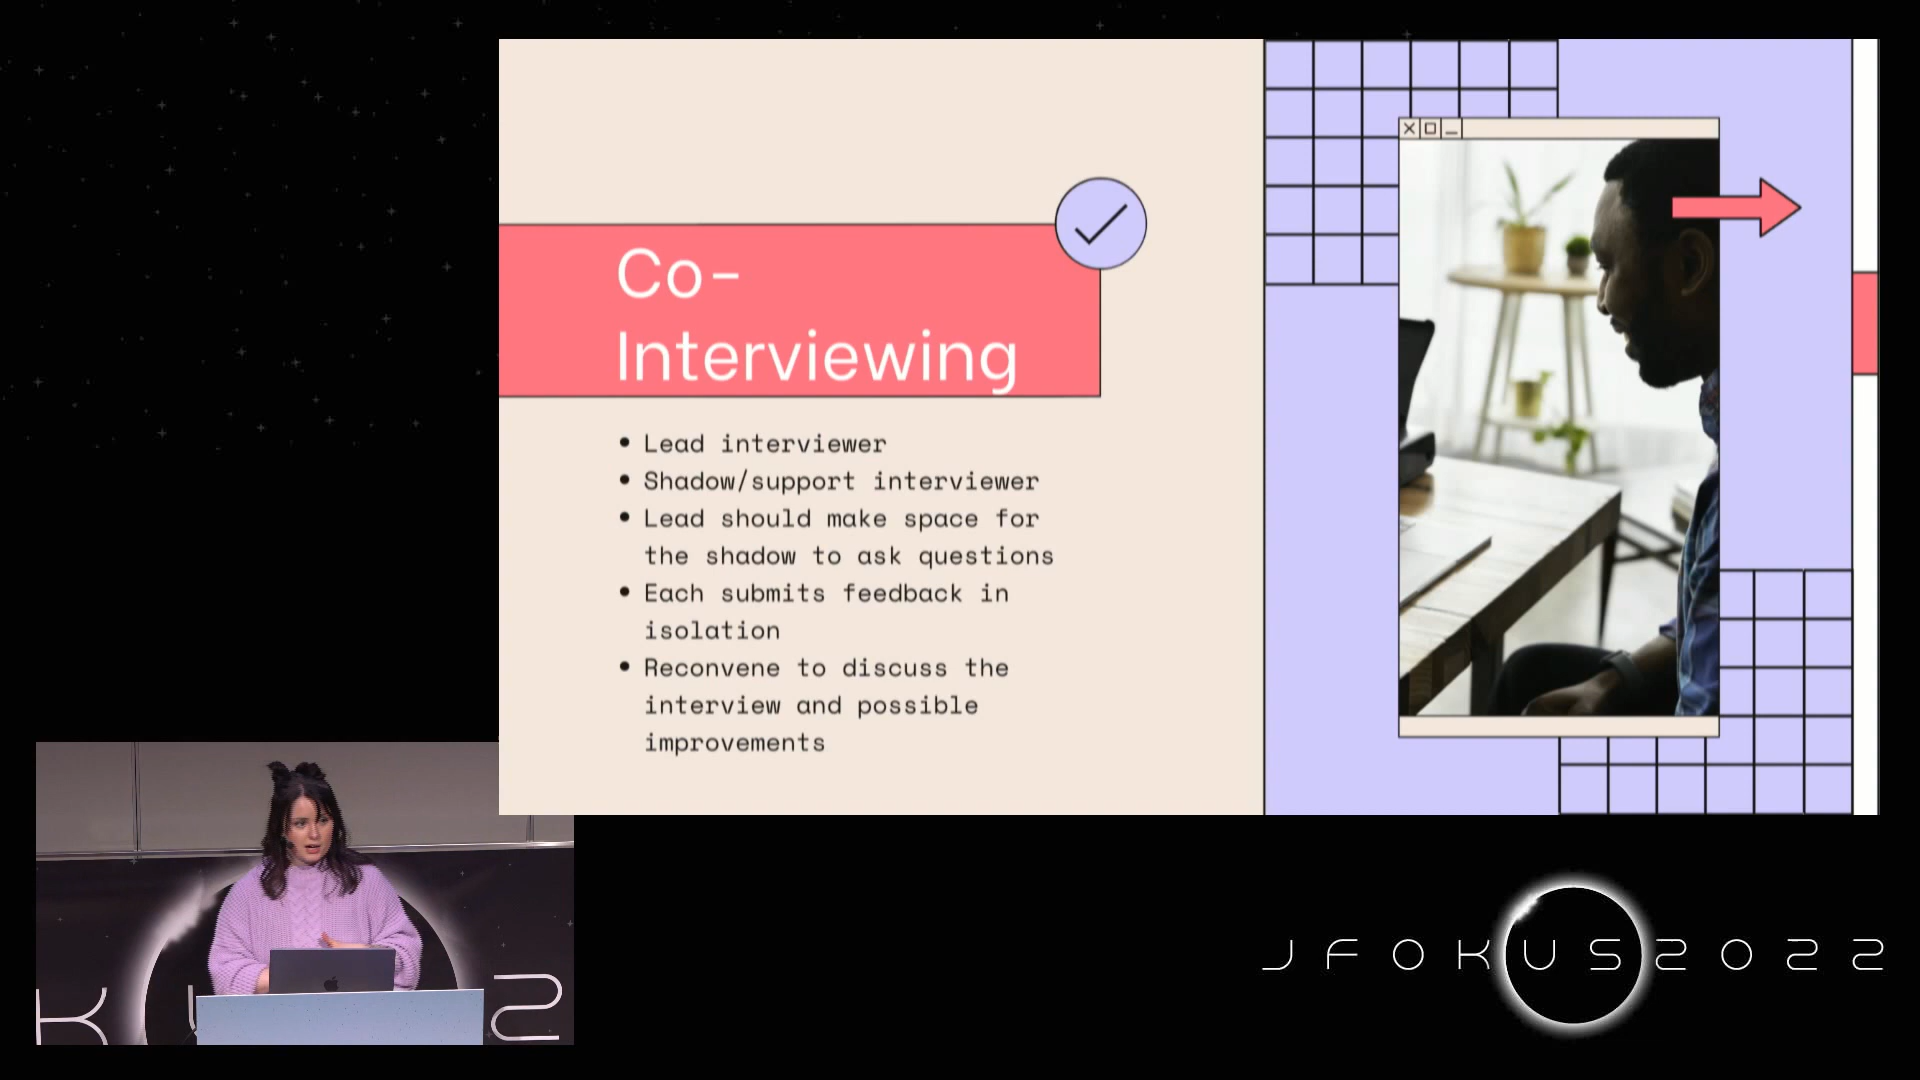 Co-
Interviewing
Lead interviewer
Shadow/support interviewer
Lead should make space for
the shadow to ask questions
Each submits feedback in
isolation
Reconvene to discuss the
interview and possible
improvements
JFOKUS2022